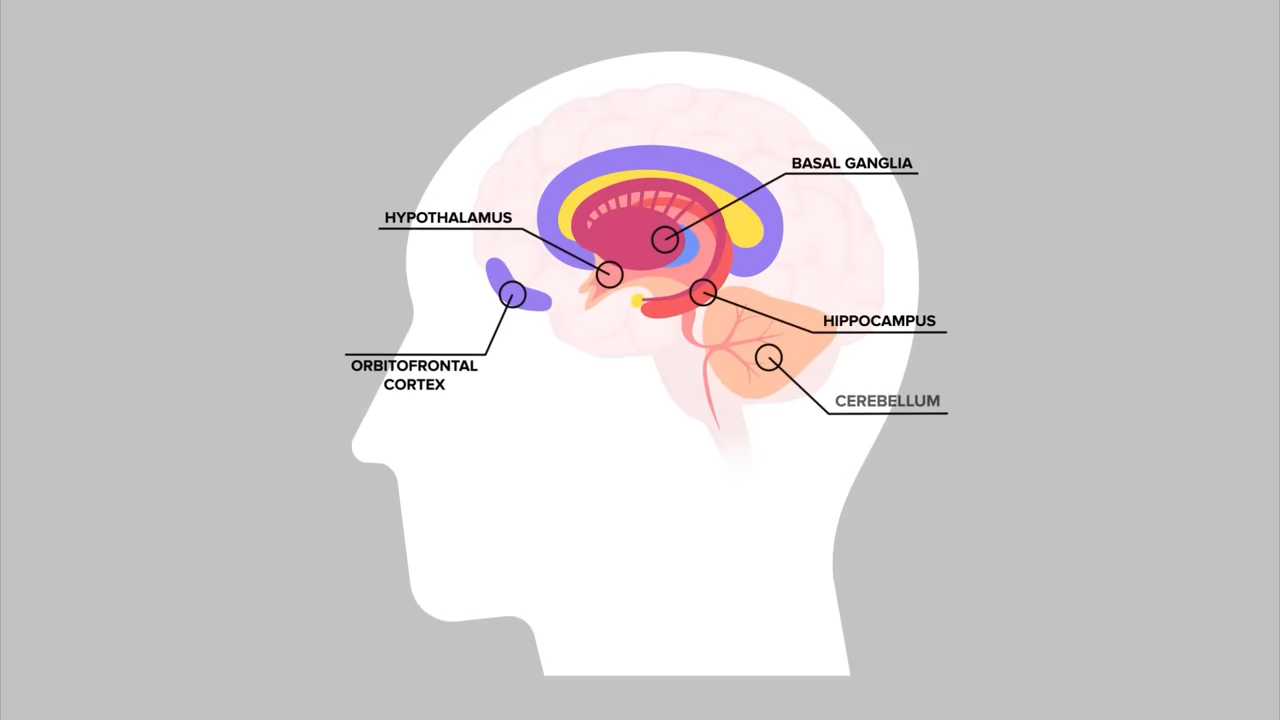 BASAL GANGLIA
HYPOTHALAMUS
HIPPOCAMPUS
ORBITOFRONTAL
CORTEX
CEREBELLUM